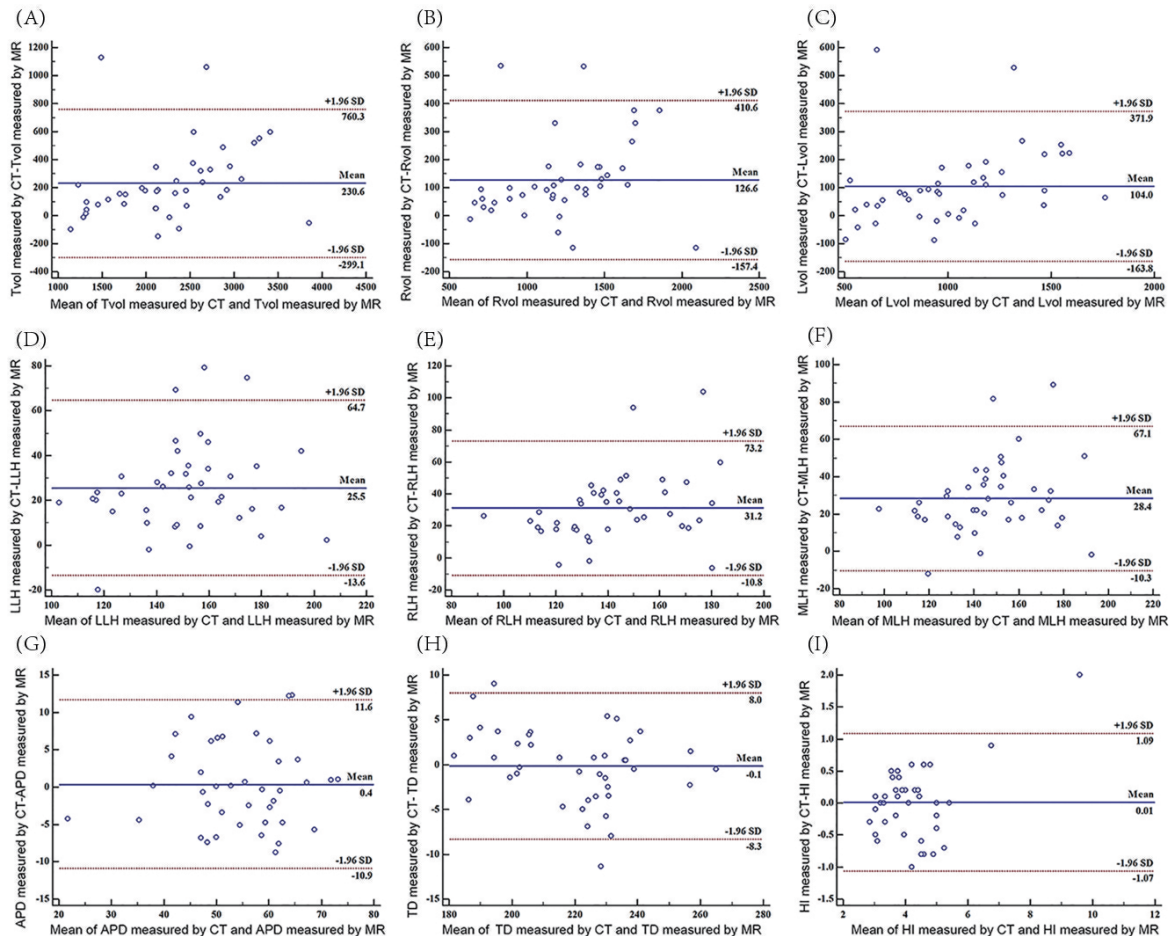 (A)
Tvol measured by CT-Tvol measured by MR
1200
1000
800
600
400
200
0
-200
-400
+1.96 SD
760.3
Mean
230.6
-1.96 SD
-299.1
1000 1500 2000 2500 3000 3500 4000 4500
Mean of Tvol measured by CT and Tvol measured by MR
(B)
Rvol measured by CT-Rvol measured by MR
600
500
400
300
200
100
0
-100
-200
+1.96 SD
410.6
Mean
126.6
-1.96 SD
-157.4
500 1000 1500 2000 2500
Mean of Rvol measured by CT and Rvol measured by MR
(C)
Lvol measured by CT-Lvol measured by MR
600
500
400
300
200
100
0
-100
-200
+1.96 SD
371.9
Mean
104.0
-1.96 SD
-163.8
500 1000 1500 2000
Mean of Lvol measured by CT and Lvol measured by MR
(D)
LLH measured by CT-LLH measured by MR
80
60
40
20
0
-20
+1.96 SD
64.7
Mean
25.5
-1.96 SD
-13.6
100 120 140 160 180 200 220
Mean of LLH measured by CT and LLH measured by MR
(E)
RLH measured by CT-RLH measured by MR
120
100
80
60
40
20
0
-20
+1.96 SD
73.2
Mean
31.2
-1.96 SD
-10.8
80 100 120 140 160 180 200
Mean of RLH measured by CT and RLH measured by MR
(F)
MLH measured by CT-MLH measured by MR
100
80
60
40
20
0
-20
+1.96 SD
67.1
Mean
28.4
-1.96 SD
-10.3
80 100 120 140 160 180 200 220
Mean of MLH measured by CT and MLH measured by MR
(G)
APD measured by CT-APD measured by MR
15
10
5
0
-5
-10
-15
+1.96 SD
11.6
Mean
0.4
-1.96 SD
-10.9
20 30 40 50 60 70 80
Mean of APD measured by CT and APD measured by MR
(H)
TD measured by CT- TD measured by MR
10
5
0
-5
-10
-15
+1.96 SD
8.0
Mean
-0.1
-1.96 SD
-8.3
180 200 220 240 260 280
Mean of TD measured by CT and TD measured by MR
(I)
HI measured by CT-HI measured by MR
2.0
1.5
1.0
0.5
0.0
-0.5
-1.0
-1.5
+1.96 SD
1.09
Mean
0.01
-1.96 SD
-1.07
2 4 6 8 10 12
Mean of HI measured by CT and HI measured by MR